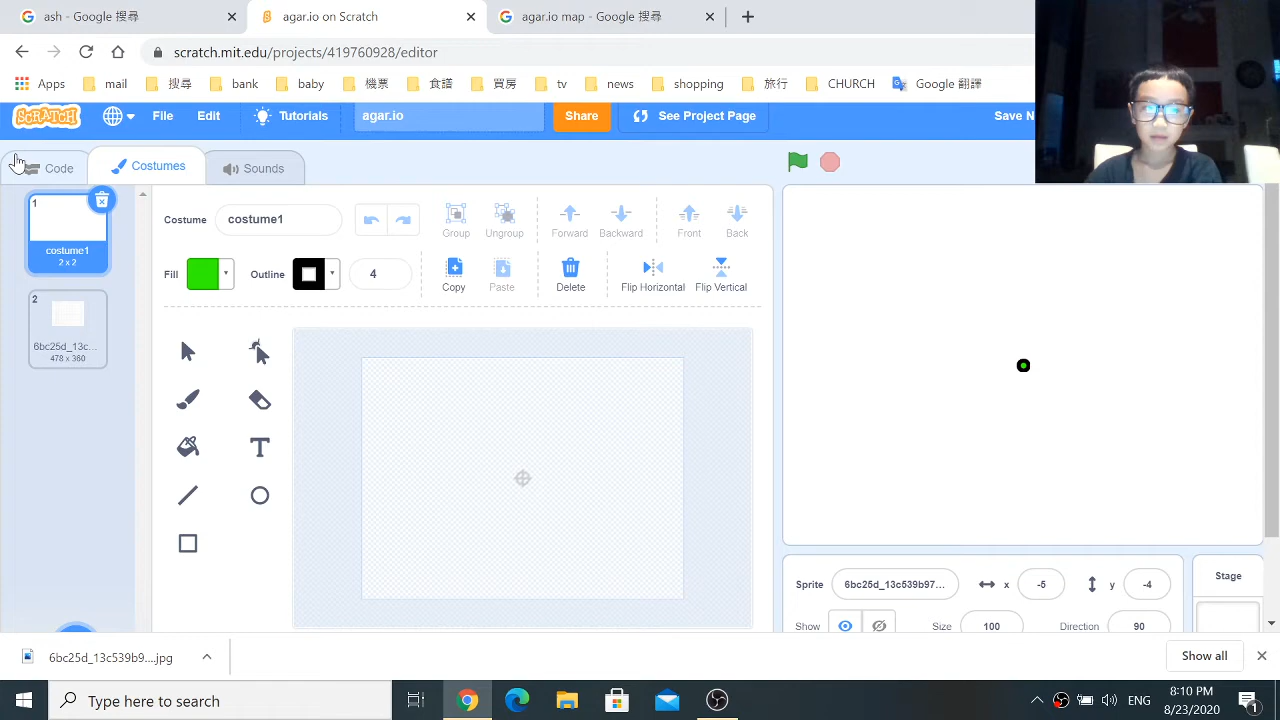 ash - Google 搜尋
agar.io on Scratch
agar.io map - Google 搜尋
scratch.mit.edu/projects/419760928/editor
Apps mail 搜尋 bank baby 機票 食譜 買房 tv news shopping 旅行 CHURCH Google 翻譯
SCRATCH File Edit Tutorials agar.io Share See Project Page Save N
Code Costumes Sounds
1
costume1
2 x 2
2
6bc25d_13c...
478 x 360
Costume costume1 Group Ungroup Forward Backward Front Back
Fill Outline 4 Copy Paste Delete Flip Horizontal Flip Vertical
T
Sprite 6bc25d_13c539b97... x -5 y -4
Show Size 100 Direction 90
Stage
6bc25d_13c539b9....jpg
Show all
Type here to search
ENG
8:10 PM
8/23/2020
1